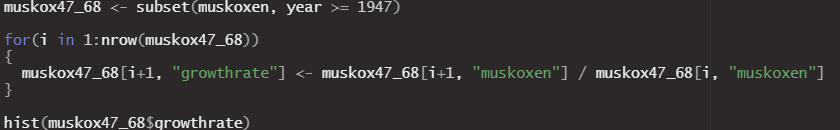 muskox47_68 <- subset(muskoxen, year >= 1947)
for(i in 1:nrow(muskox47_68))
{
  muskox47_68[i+1, "growthrate"] <- muskox47_68[i+1, "muskoxen"] / muskox47_68[i, "muskoxen"]
}
hist(muskox47_68$growthrate)